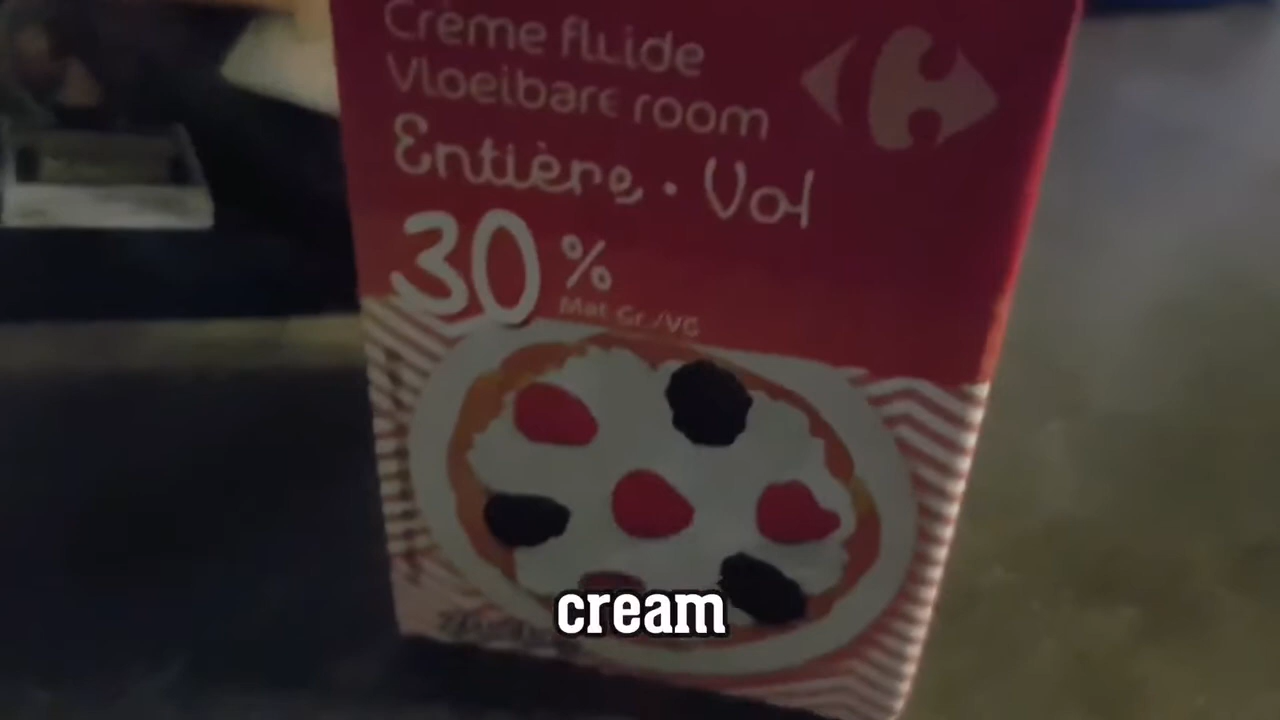 Crème fluide
Vloeibare room
Entière • Vol
30%
Mat Gr./VG
cream